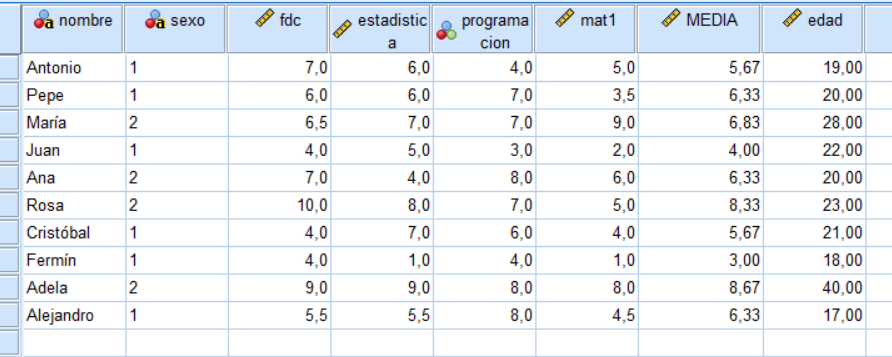 nombre sexo fdc estadistica programacion mat1 MEDIA edad
Antonio 1 7,0 6,0 4,0 5,0 5,67 19,00
Pepe 1 6,0 6,0 7,0 3,5 6,33 20,00
María 2 6,5 7,0 7,0 9,0 6,83 28,00
Juan 1 4,0 5,0 3,0 2,0 4,00 22,00
Ana 2 7,0 4,0 8,0 6,0 6,33 20,00
Rosa 2 10,0 8,0 7,0 5,0 8,33 23,00
Cristóbal 1 4,0 7,0 6,0 4,0 5,67 21,00
Fermín 1 4,0 1,0 4,0 1,0 3,00 18,00
Adela 2 9,0 9,0 8,0 8,0 8,67 40,00
Alejandro 1 5,5 5,5 8,0 4,5 6,33 17,00